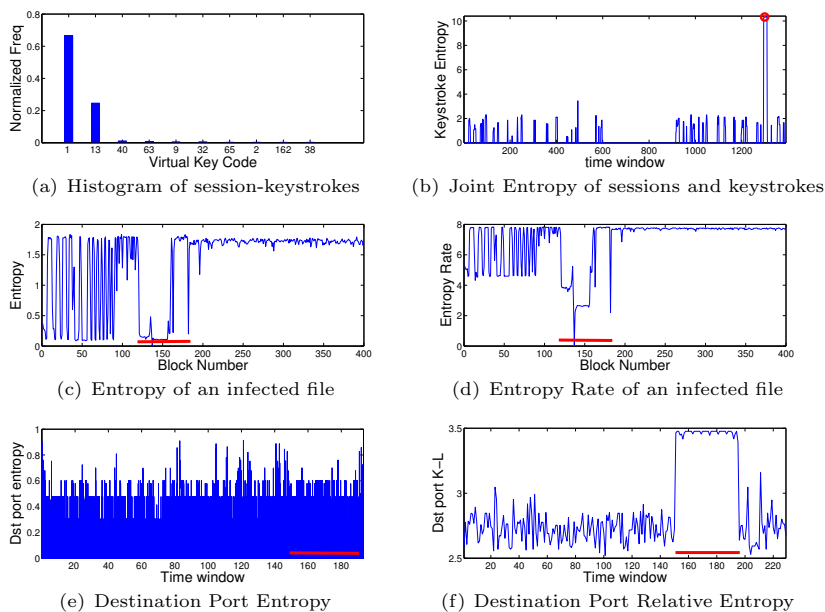 0.8
0.6
0.4
0.2
0
Normalized Freq
1 13 40 63 9 32 65 2 162 38
Virtual Key Code
(a) Histogram of session-keystrokes
10
8
6
4
2
0
Keystroke Entropy
200 400 600 800 1000 1200
time window
(b) Joint Entropy of sessions and keystrokes
2
1.5
1
0.5
0
Entropy
0 50 100 150 200 250 300 350 400
Block Number
(c) Entropy of an infected file
8
6
4
2
0
Entropy Rate
0 50 100 150 200 250 300 350 400
Block Number
(d) Entropy Rate of an infected file
1
0.8
0.6
0.4
0.2
0
Dst port entropy
20 40 60 80 100 120 140 160 180
Time window
(e) Destination Port Entropy
3.5
3
2.5
Dst port K-L
20 40 60 80 100 120 140 160 180 200 220
Time window
(f) Destination Port Relative Entropy